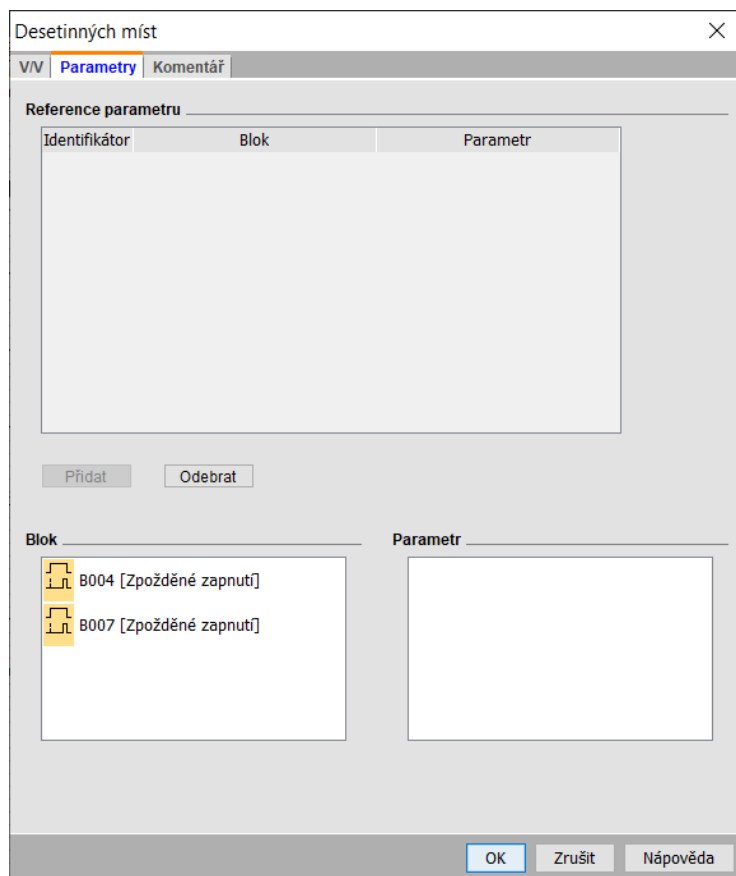 Desetinných míst
V/V Parametry Komentář
Reference parametru
Identifikátor Blok Parametr
Přidat Odebrat
Blok Parametr
B004 [Zpožděné zapnutí]
B007 [Zpožděné zapnutí]
OK Zrušit Nápověda